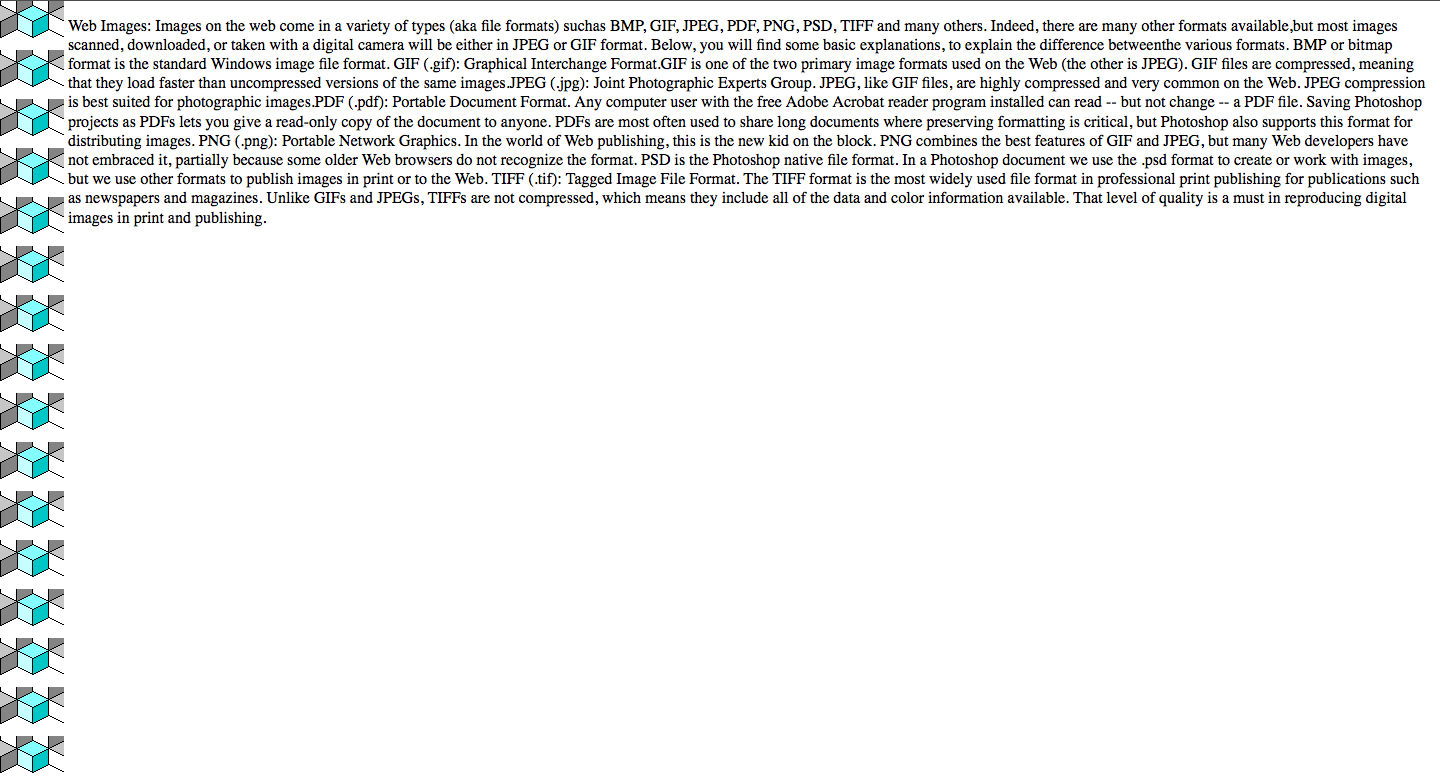 Web Images: Images on the web come in a variety of types (aka file formats) suchas BMP, GIF, JPEG, PDF, PNG, PSD, TIFF and many others. Indeed, there are many other formats available,but most images
scanned, downloaded, or taken with a digital camera will be either in JPEG or GIF format. Below, you will find some basic explanations, to explain the difference betweenthe various formats. BMP or bitmap
format is the standard Windows image file format. GIF (.gif): Graphical Interchange Format.GIF is one of the two primary image formats used on the Web (the other is JPEG). GIF files are compressed, meaning
that they load faster than uncompressed versions of the same images.JPEG (.jpg): Joint Photographic Experts Group. JPEG, like GIF files, are highly compressed and very common on the Web. JPEG compression
is best suited for photographic images.PDF (.pdf): Portable Document Format. Any computer user with the free Adobe Acrobat reader program installed can read -- but not change -- a PDF file. Saving Photoshop
projects as PDFs lets you give a read-only copy of the document to anyone. PDFs are most often used to share long documents where preserving formatting is critical, but Photoshop also supports this format for
distributing images. PNG (.png): Portable Network Graphics. In the world of Web publishing, this is the new kid on the block. PNG combines the best features of GIF and JPEG, but many Web developers have
not embraced it, partially because some older Web browsers do not recognize the format. PSD is the Photoshop native file format. In a Photoshop document we use the .psd format to create or work with images,
but we use other formats to publish images in print or to the Web. TIFF (.tif): Tagged Image File Format. The TIFF format is the most widely used file format in professional print publishing for publications such
as newspapers and magazines. Unlike GIFs and JPEGs, TIFFs are not compressed, which means they include all of the data and color information available. That level of quality is a must in reproducing digital
images in print and publishing.